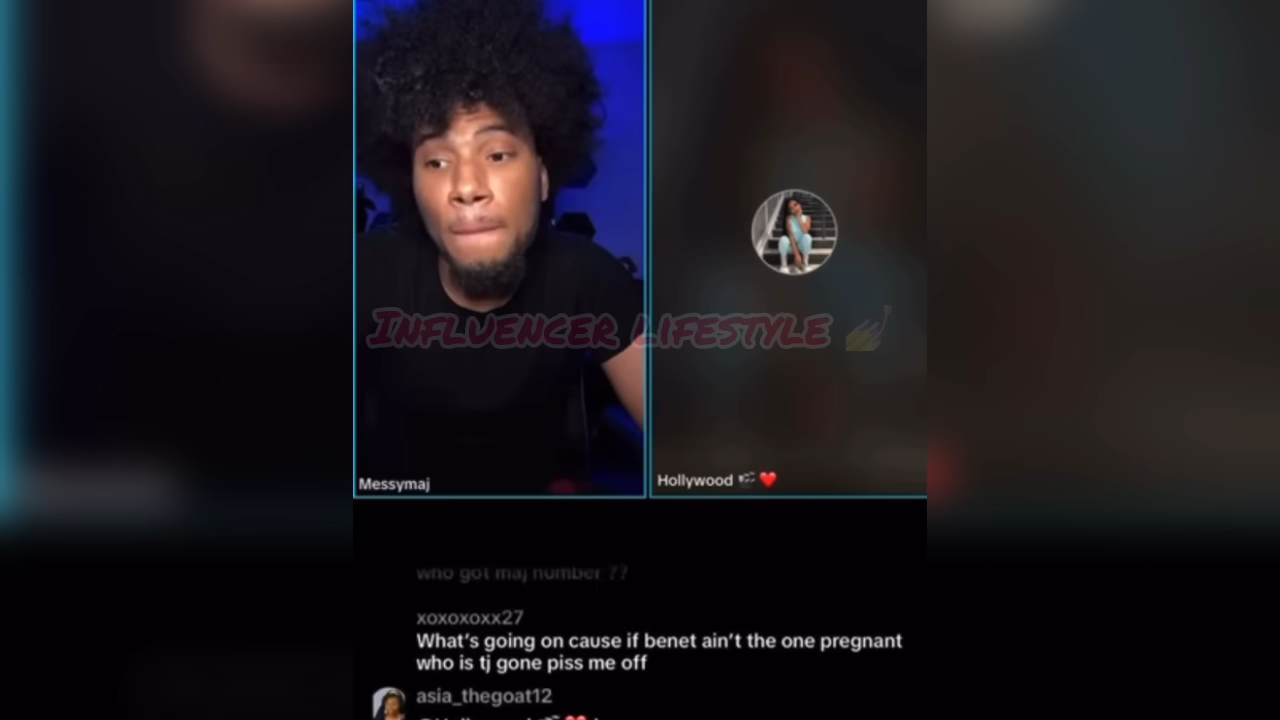 INFLUENCER LIFESTYLE 💅
Messymaj
Hollywood 🎬 ❤️
who got maj number ??
xoxoxoxx27
What's going on cause if benet ain't the one pregnant
who is tj gone piss me off
asia_thegoat12